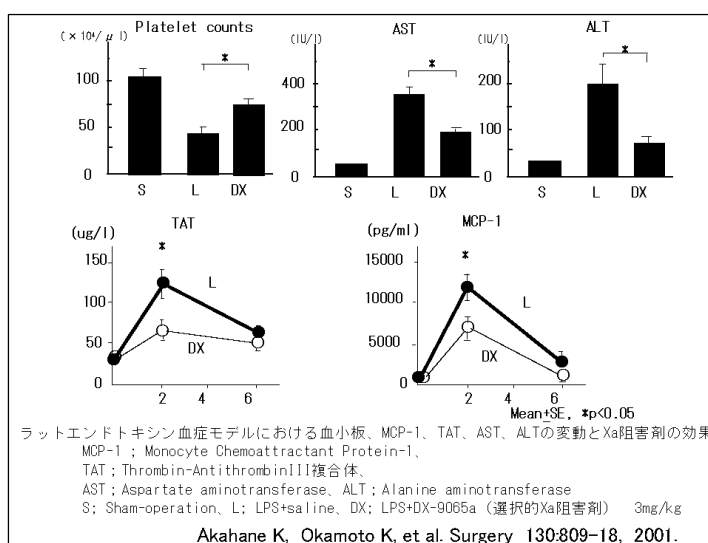 Platelet counts
(×10⁴/μl)
*
100
50
0
S L DX
AST
(IU/l)
*
400
200
0
S L DX
ALT
(IU/l)
*
200
100
0
S L DX
TAT
(ug/l)
*
150
100
50
0
L
DX
2 4 6
MCP-1
(pg/ml)
*
15000
10000
5000
0
L
DX
2 4 6
Mean±SE, *p<0.05
ラットエンドトキシン血症モデルにおける血小板、MCP-1、TAT、AST、ALTの変動とXa阻害剤の効果
MCP-1 ; Monocyte Chemoattractant Protein-1、
TAT ; Thrombin-AntithrombinIII複合体、
AST ; Aspartate aminotransferase、ALT ; Alanine aminotransferase
S; Sham-operation、L; LPS+saline、DX; LPS+DX-9065a (選択的Xa阻害剤) 3mg/kg
Akahane K, Okamoto K, et al. Surgery 130:809-18, 2001.